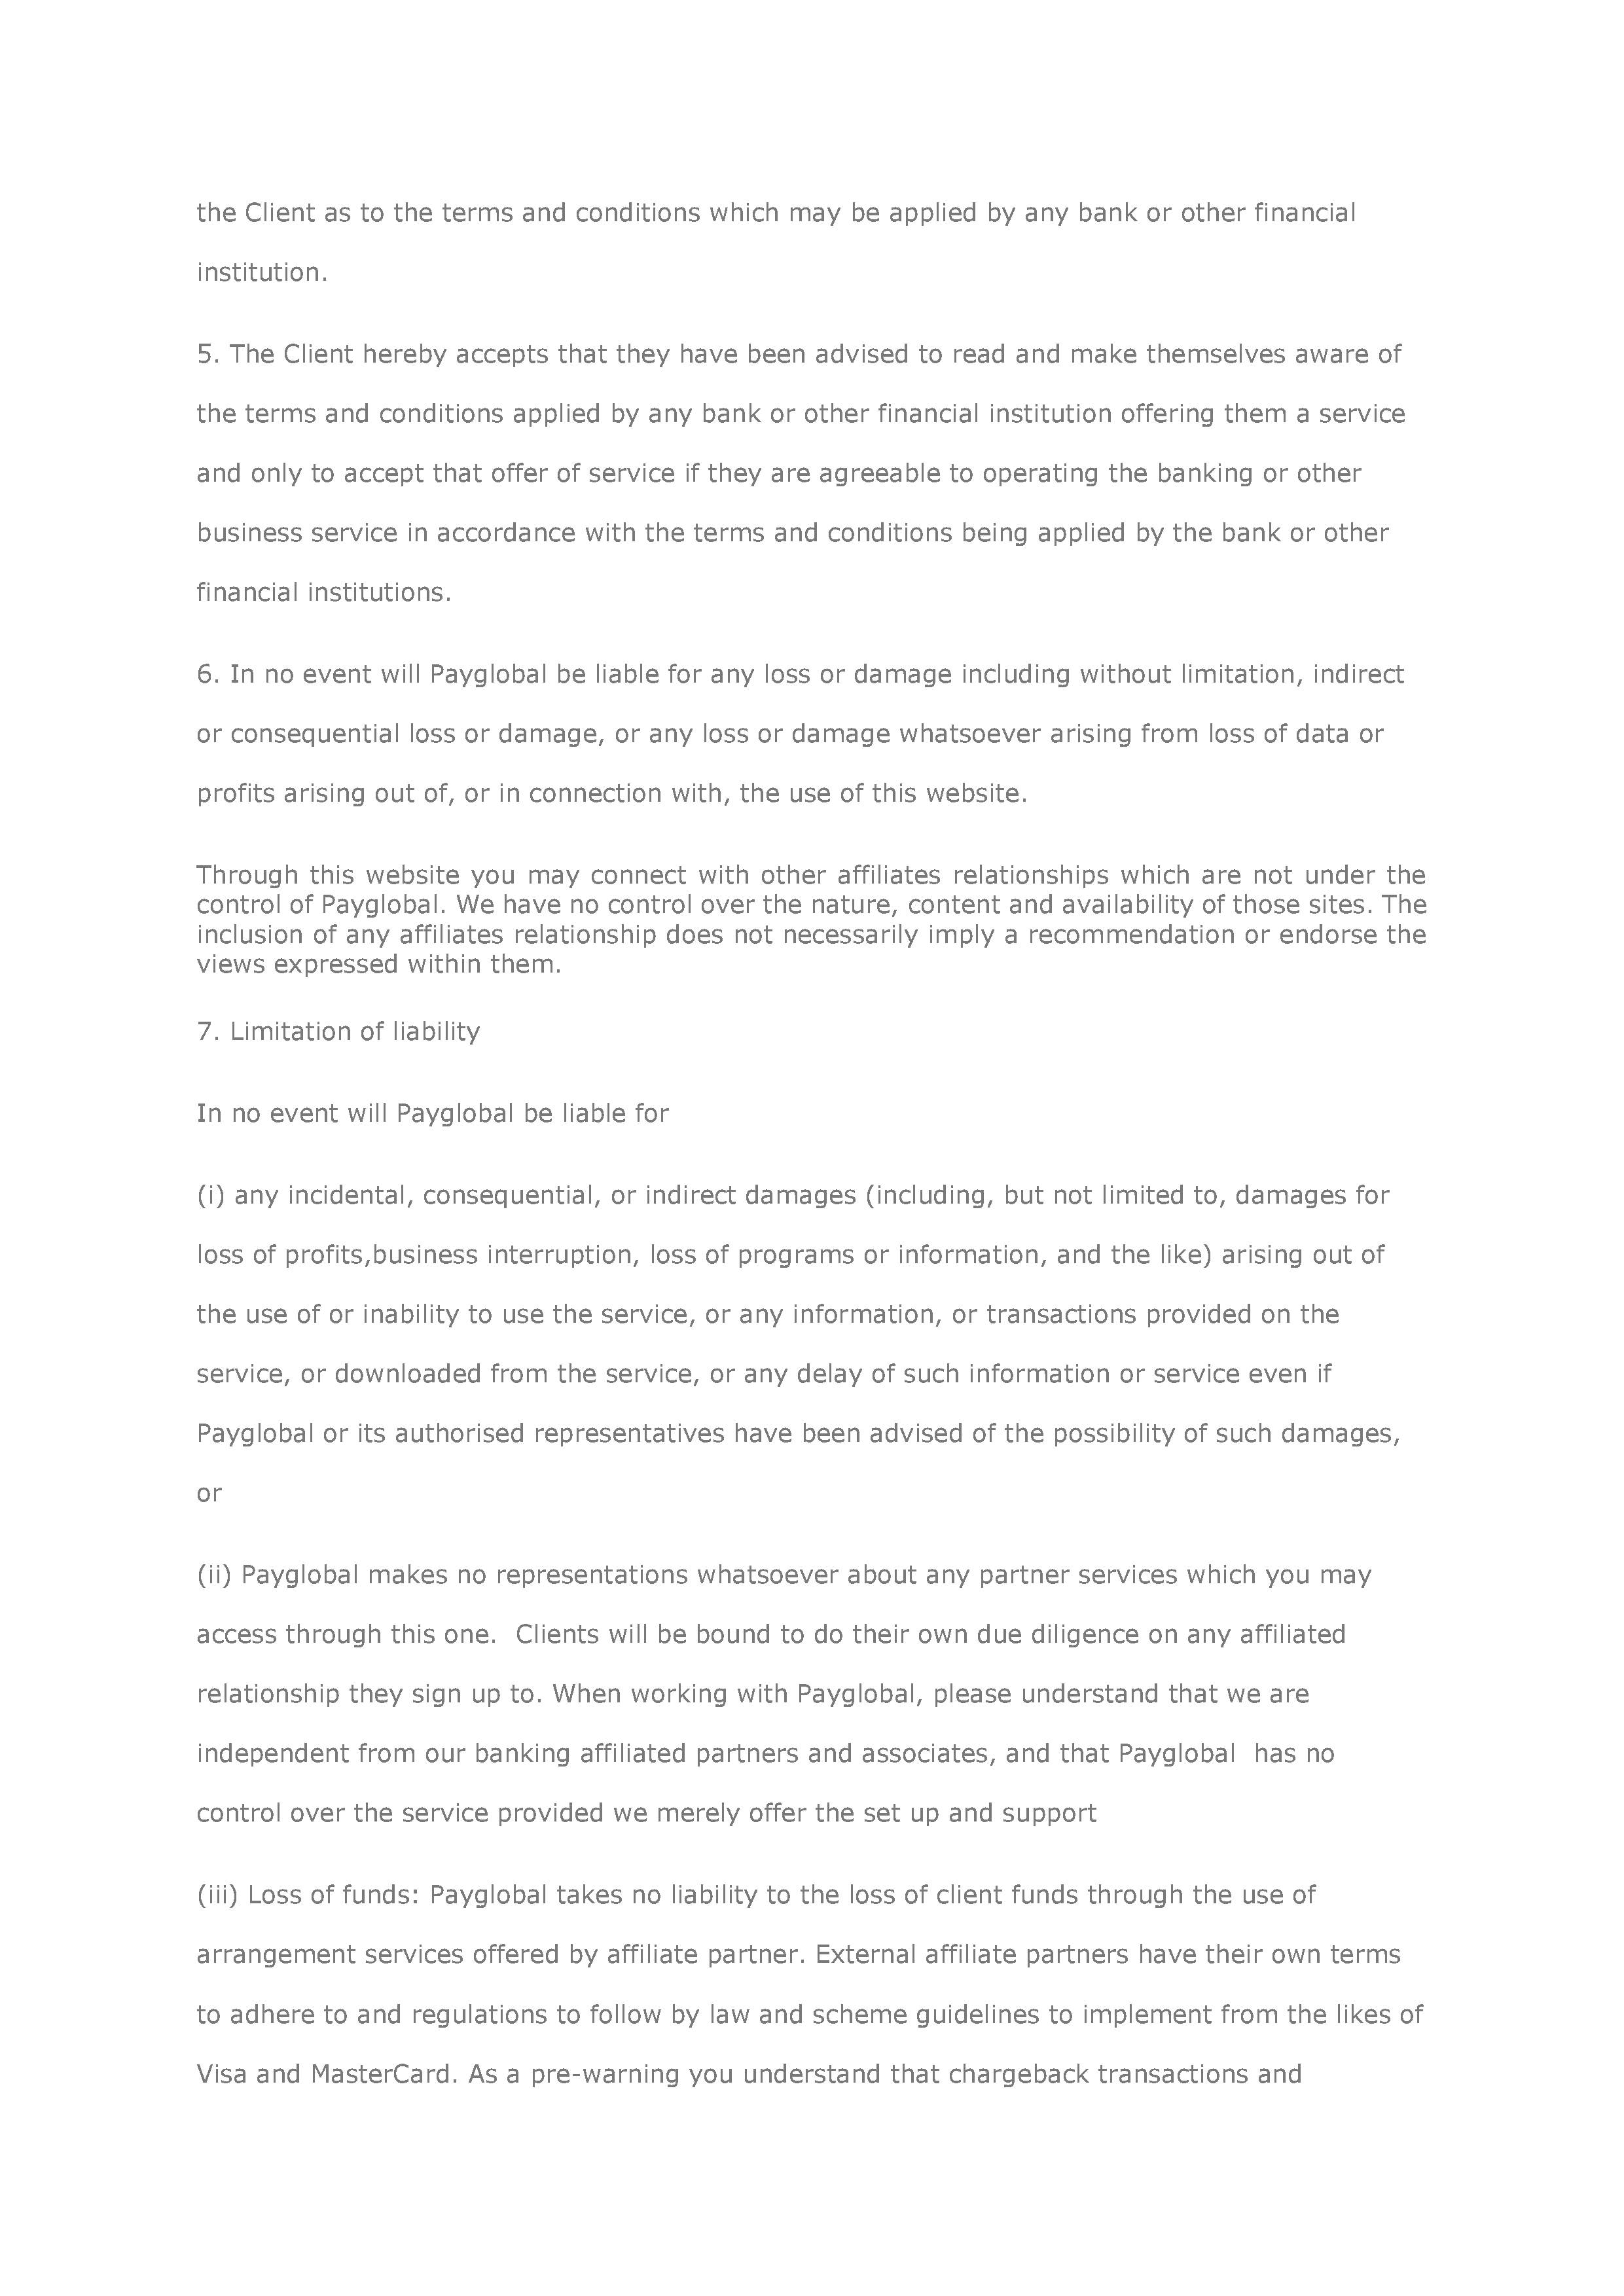 the Client as to the terms and conditions which may be applied by any bank or other financial
institution.
5. The Client hereby accepts that they have been advised to read and make themselves aware of
the terms and conditions applied by any bank or other financial institution offering them a service
and only to accept that offer of service if they are agreeable to operating the banking or other
business service in accordance with the terms and conditions being applied by the bank or other
financial institutions.
6. In no event will Payglobal be liable for any loss or damage including without limitation, indirect
or consequential loss or damage, or any loss or damage whatsoever arising from loss of data or
profits arising out of, or in connection with, the use of this website.
Through this website you may connect with other affiliates relationships which are not under the
control of Payglobal. We have no control over the nature, content and availability of those sites. The
inclusion of any affiliates relationship does not necessarily imply a recommendation or endorse the
views expressed within them.
7. Limitation of liability
In no event will Payglobal be liable for
(i) any incidental, consequential, or indirect damages (including, but not limited to, damages for
loss of profits,business interruption, loss of programs or information, and the like) arising out of
the use of or inability to use the service, or any information, or transactions provided on the
service, or downloaded from the service, or any delay of such information or service even if
Payglobal or its authorised representatives have been advised of the possibility of such damages,
or
(ii) Payglobal makes no representations whatsoever about any partner services which you may
access through this one.  Clients will be bound to do their own due diligence on any affiliated
relationship they sign up to. When working with Payglobal, please understand that we are
independent from our banking affiliated partners and associates, and that Payglobal  has no
control over the service provided we merely offer the set up and support
(iii) Loss of funds: Payglobal takes no liability to the loss of client funds through the use of
arrangement services offered by affiliate partner. External affiliate partners have their own terms
to adhere to and regulations to follow by law and scheme guidelines to implement from the likes of
Visa and MasterCard. As a pre-warning you understand that chargeback transactions and